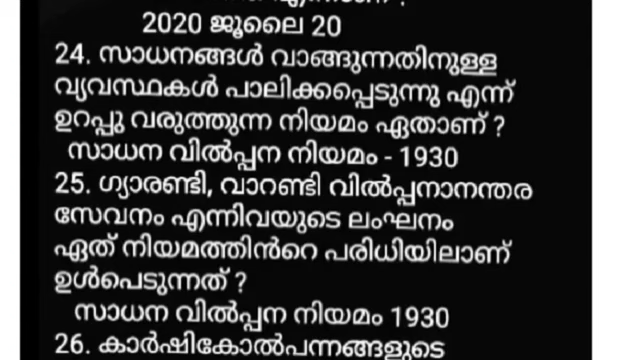 2020 ജൂലൈ 20
24. സാധനങ്ങൾ വാങ്ങുന്നതിനുള്ള
വ്യവസ്ഥകൾ പാലിക്കപ്പെടുന്നു എന്ന്
ഉറപ്പു വരുത്തുന്ന നിയമം ഏതാണ് ?
സാധന വിൽപ്പന നിയമം - 1930
25. ഗ്യാരണ്ടി, വാറണ്ടി വിൽപ്പനാനന്തര
സേവനം എന്നിവയുടെ ലംഘനം
ഏത് നിയമത്തിൻറെ പരിധിയിലാണ്
ഉൾപെടുന്നത് ?
സാധന വിൽപ്പന നിയമം 1930
26. കാർഷികോൽപന്നങ്ങളുടെ